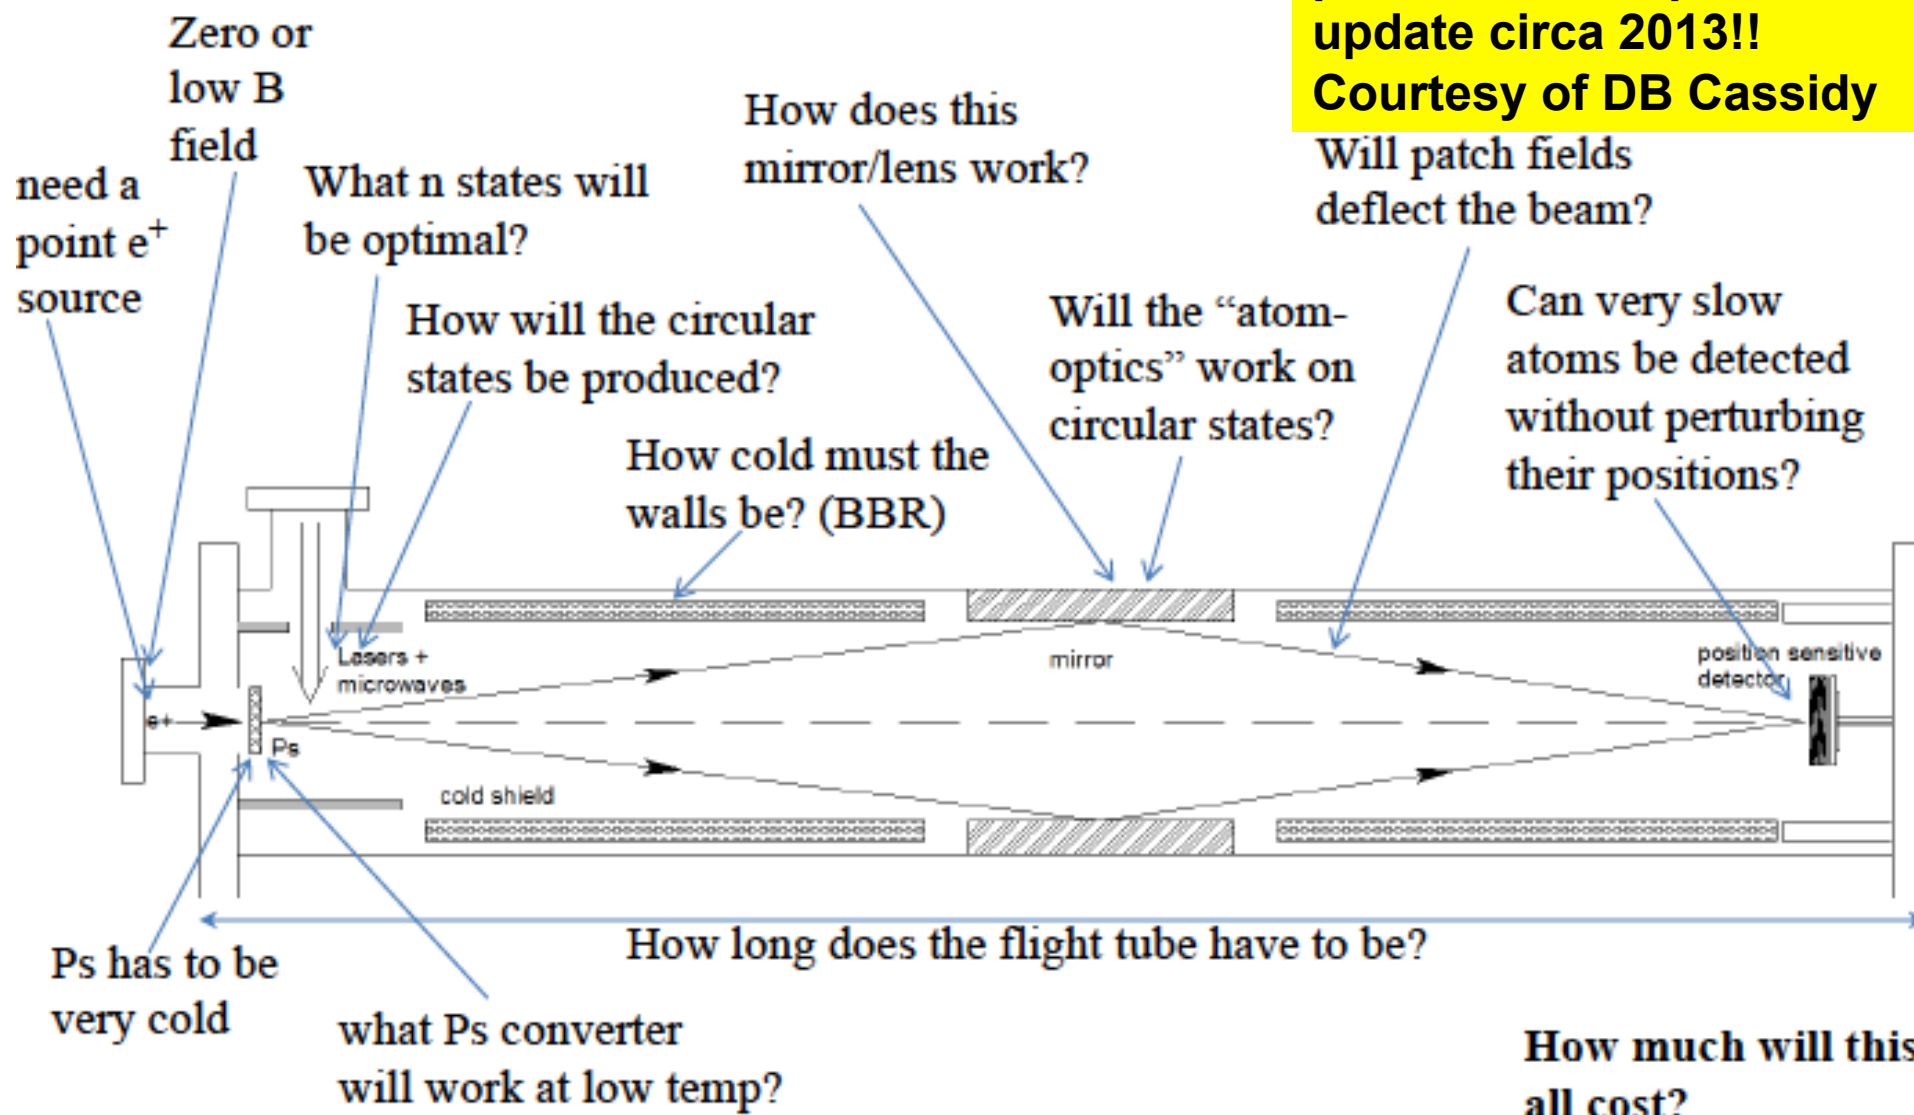 update circa 2013!!
Courtesy of DB Cassidy
Zero or
low B
field
need a
point e⁺
source
What n states will
be optimal?
How does this
mirror/lens work?
Will patch fields
deflect the beam?
How will the circular
states be produced?
Will the “atom-
optics” work on
circular states?
Can very slow
atoms be detected
without perturbing
their positions?
How cold must the
walls be? (BBR)
Lasers +
microwaves
mirror
position sensitive
detector
e+
Ps
cold shield
How long does the flight tube have to be?
Ps has to be
very cold
what Ps converter
will work at low temp?
How much will this
all cost?